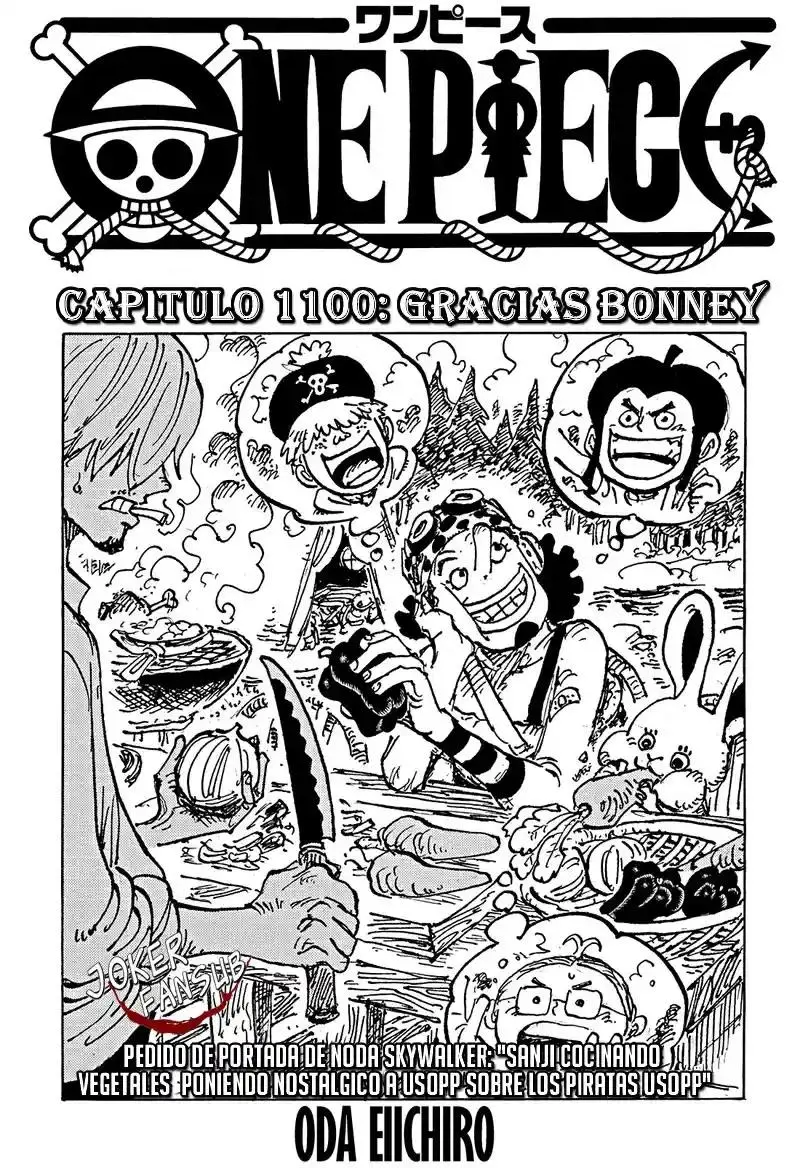 ワンピース
ONE PIECE
CAPITULO 1100: GRACIAS BONNEY
JOKER
FANSUB
PEDIDO DE PORTADA DE NODA SKYWALKER: "SANJI COCINANDO
VEGETALES PONIENDO NOSTALGICO A USOPP SOBRE LOS PIRATAS USOPP"
ODA EIICHIRO